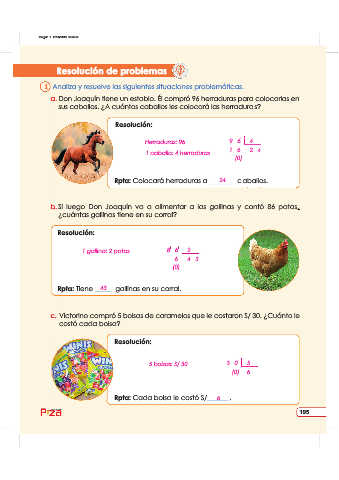 Resolución de problemas
1 Analiza y resuelve las siguientes situaciones problemáticas.
a. Don Joaquín tiene un establo. Él compró 96 herraduras para colocarlas en
sus caballos. ¿A cuántos caballos les colocará las herraduras?
Resolución:
Herraduras: 96
1 caballo: 4 herraduras
9 6 4
1 6 2 4
(0)
Rpta: Colocará herraduras a 24 caballos.
b. Si luego Don Joaquín va a alimentar a las gallinas y contó 86 patas,
¿cuántas gallinas tiene en su corral?
Resolución:
1 gallina: 2 patas
2
6 4 3
(0)
Rpta: Tiene 43 gallinas en su corral.
c. Victorino compró 5 bolsas de caramelos que le costaron S/ 30. ¿Cuánto le
costó cada bolsa?
Resolución:
5 bolsas: S/ 30
3 0 5
(0) 6
Rpta: Cada bolsa le costó S/ 6 .
WINIS
195